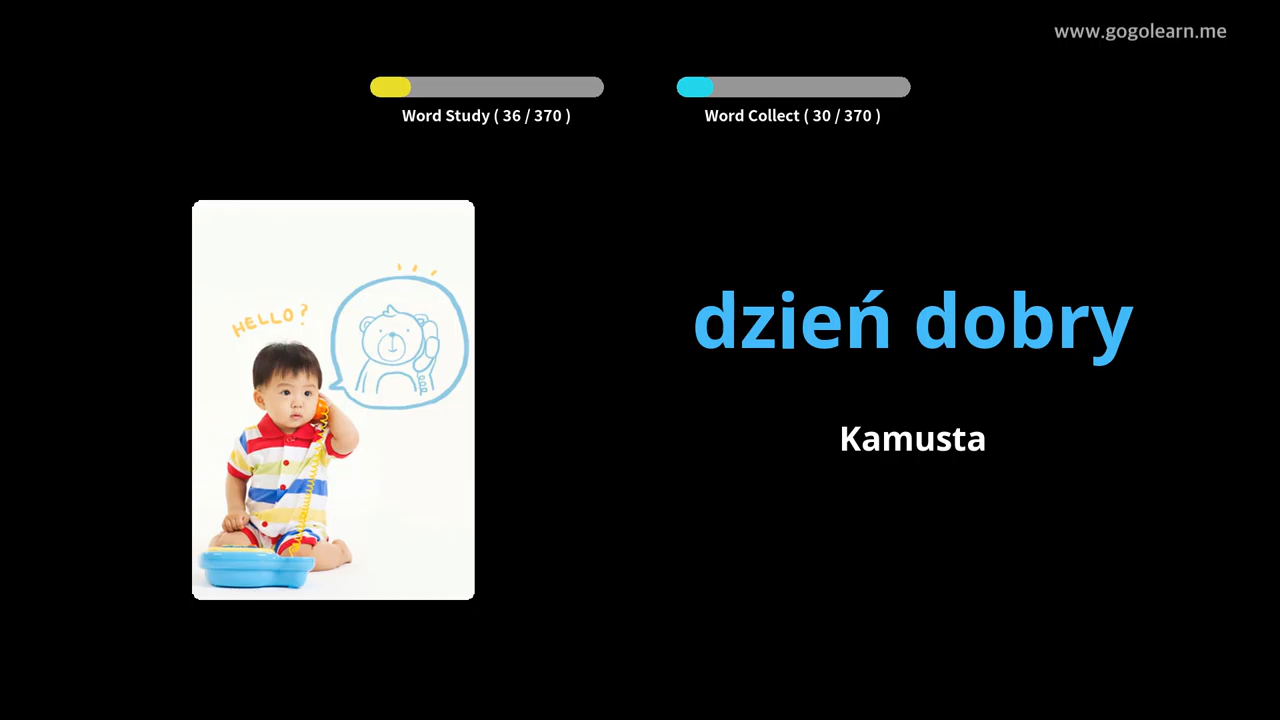 www.gogolearn.me
Word Study ( 36 / 370 )
Word Collect ( 30 / 370 )
HELLO?
dzień dobry
Kamusta